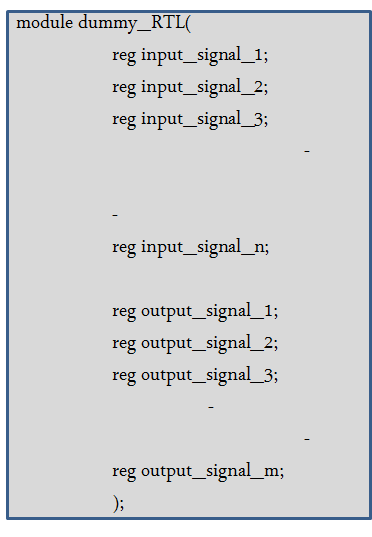 module dummy_RTL(
reg input_signal_1;
reg input_signal_2;
reg input_signal_3;
-
-
reg input_signal_n;
reg output_signal_1;
reg output_signal_2;
reg output_signal_3;
-
-
reg output_signal_m;
);